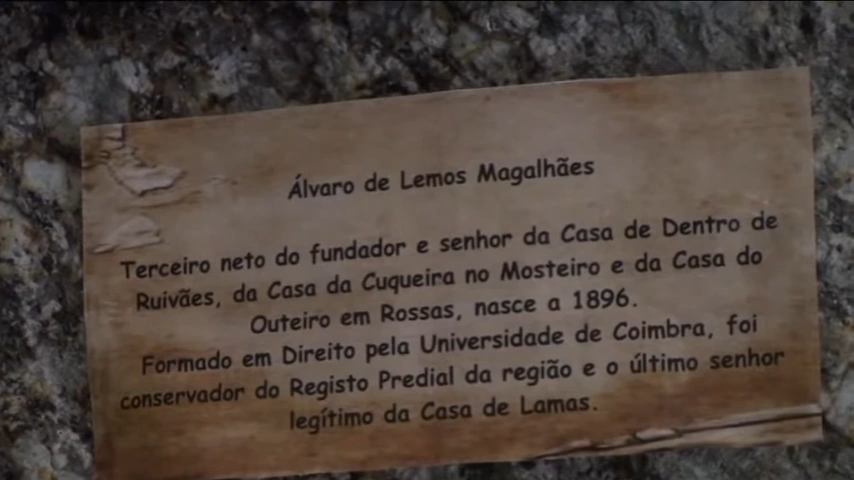 Álvaro de Lemos Magalhães
Terceiro neto do fundador e senhor da Casa de Dentro de
Ruivães, da Casa da Cuqueira no Mosteiro e da Casa do
Outeiro em Rossas, nasce a 1896.
Formado em Direito pela Universidade de Coimbra, foi
conservador do Registo Predial da região e o último senhor
legítimo da Casa de Lamas.